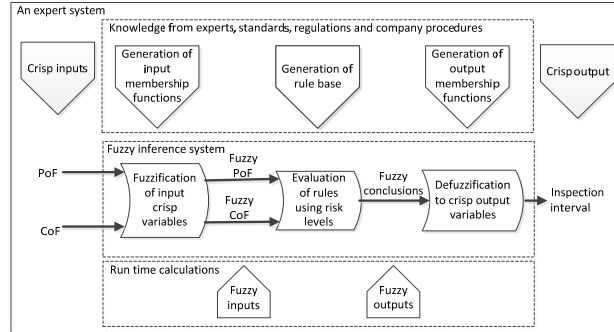 An expert system
Knowledge from experts, standards, regulations and company procedures
Crisp inputs
Generation of
input
membership
functions
Generation of
rule base
Generation of
output
membership
functions
Crisp output
Fuzzy inference system
PoF
CoF
Fuzzification
of input
crisp
variables
Fuzzy
PoF
Fuzzy
CoF
Evaluation
of rules
using risk
levels
Fuzzy
conclusions
Defuzzification
to crisp output
variables
Inspection
interval
Run time calculations
Fuzzy
inputs
Fuzzy
outputs